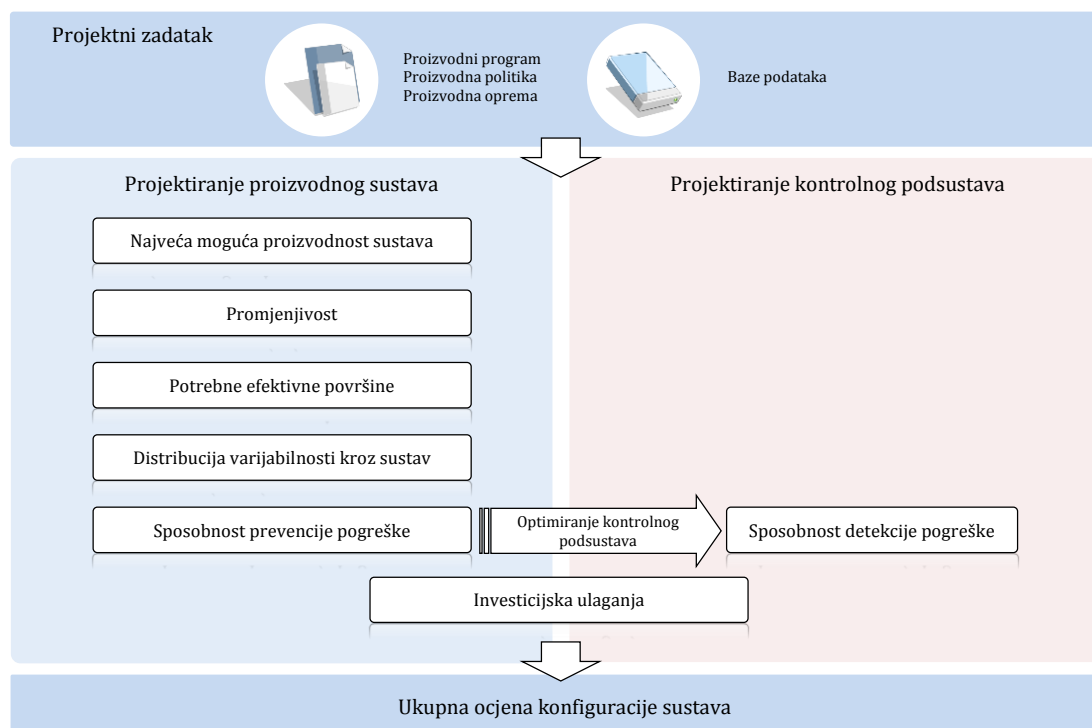 Projektni zadatak
Proizvodni program
Proizvodna politika
Proizvodna oprema
Baze podataka
Projektiranje proizvodnog sustava
Projektiranje kontrolnog podsustava
Najveća moguća proizvodnost sustava
Promjenjivost
Potrebne efektivne površine
Distribucija varijabilnosti kroz sustav
Sposobnost prevencije pogreške
Optimiranje kontrolnog
podsustava
Sposobnost detekcije pogreške
Investicijska ulaganja
Ukupna ocjena konfiguracije sustava